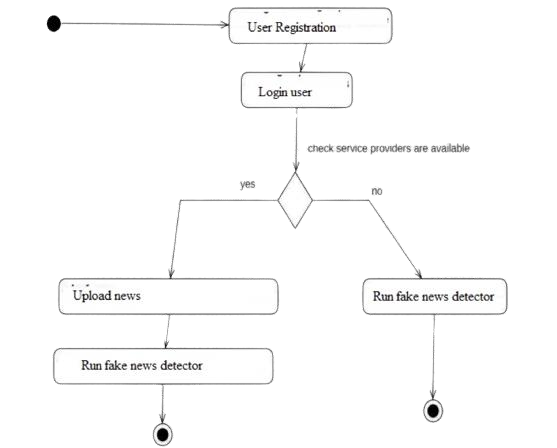 User Registration
Login user
check service providers are available
yes
no
Upload news
Run fake news detector
Run fake news detector